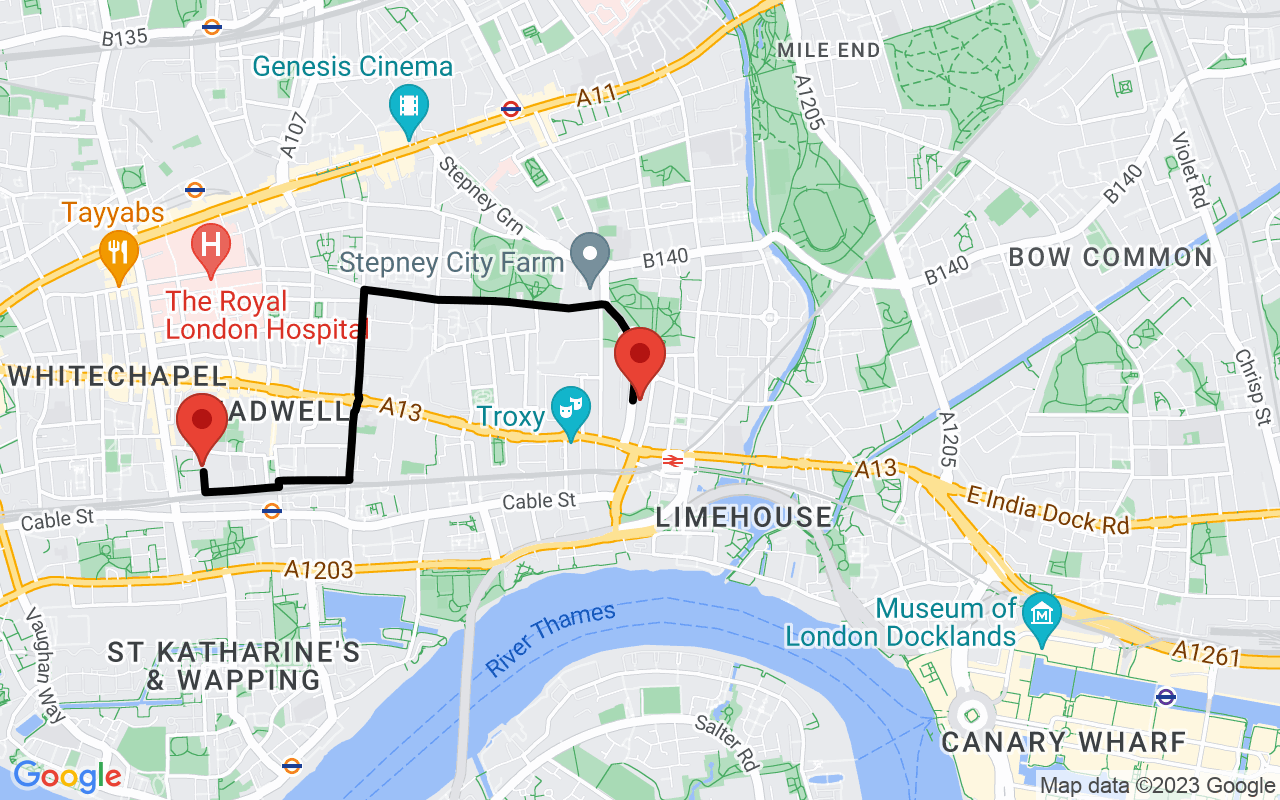 B135
MILE END
Genesis Cinema
A11
A1205
A107
Stepney Grn
Violet Rd
B140
Tayyabs
H
Stepney City Farm
B140
B140
BOW COMMON
The Royal
London Hospital
WHITECHAPEL
ADWELL
A13
Troxy
Chrisp St
A1205
A13
Cable St
Cable St
LIMEHOUSE
E India Dock Rd
A1203
River Thames
Museum of
London Docklands
M
Vaughan Way
ST KATHARINE'S
& WAPPING
A1261
Salter Rd
CANARY WHARF
Google
Map data ©2023 Google